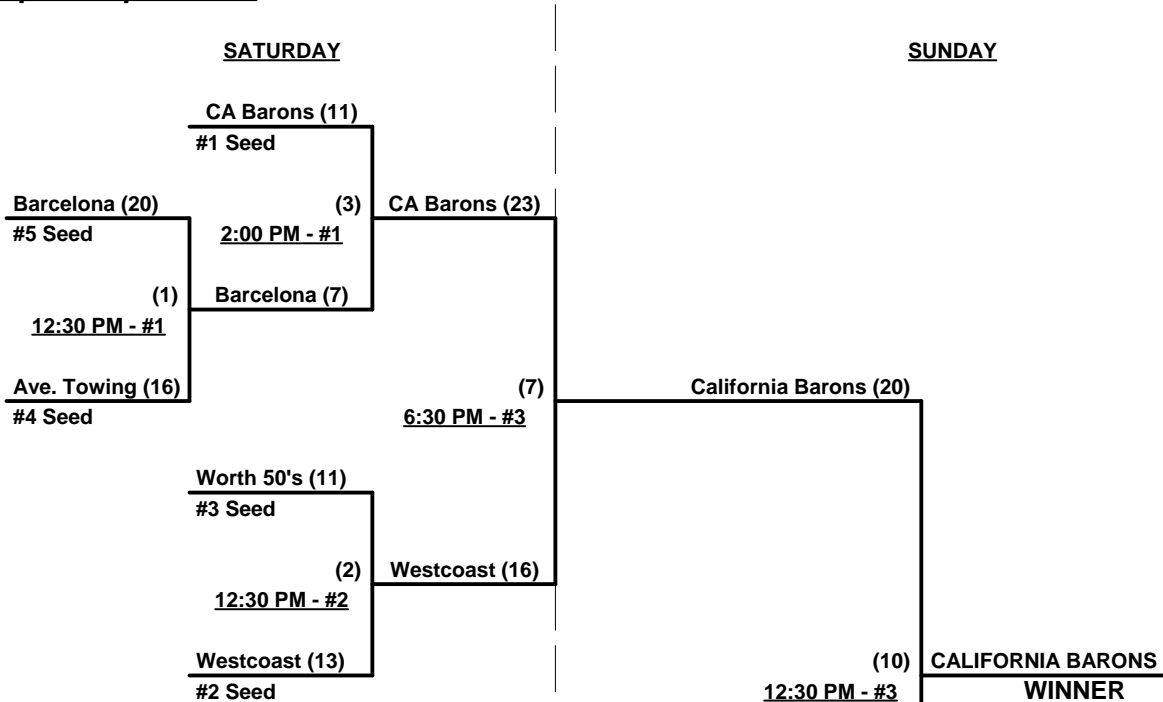 SATURDAY
SUNDAY
CA Barons (11)
#1 Seed
Barcelona (20)
(3)
CA Barons (23)
#5 Seed
2:00 PM - #1
(1)
Barcelona (7)
12:30 PM - #1
Ave. Towing (16)
(7)
California Barons (20)
#4 Seed
6:30 PM - #3
Worth 50's (11)
#3 Seed
(2)
Westcoast (16)
12:30 PM - #2
Westcoast (13)
(10)
CALIFORNIA BARONS
#2 Seed
12:30 PM - #3
WINNER